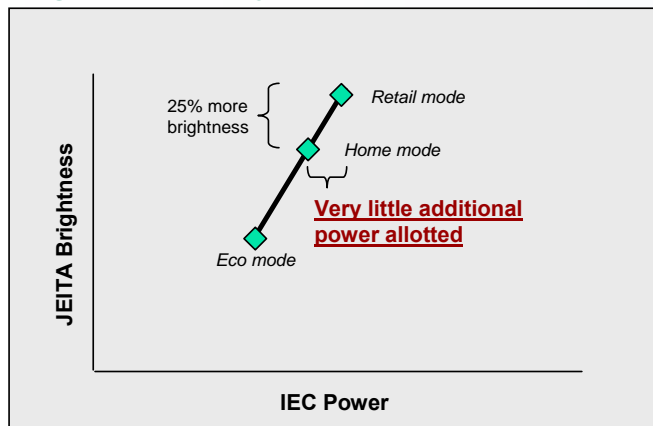 25% more
brightness
Retail mode
Home mode
Very little additional
power allotted
Eco mode
JEITA Brightness
IEC Power